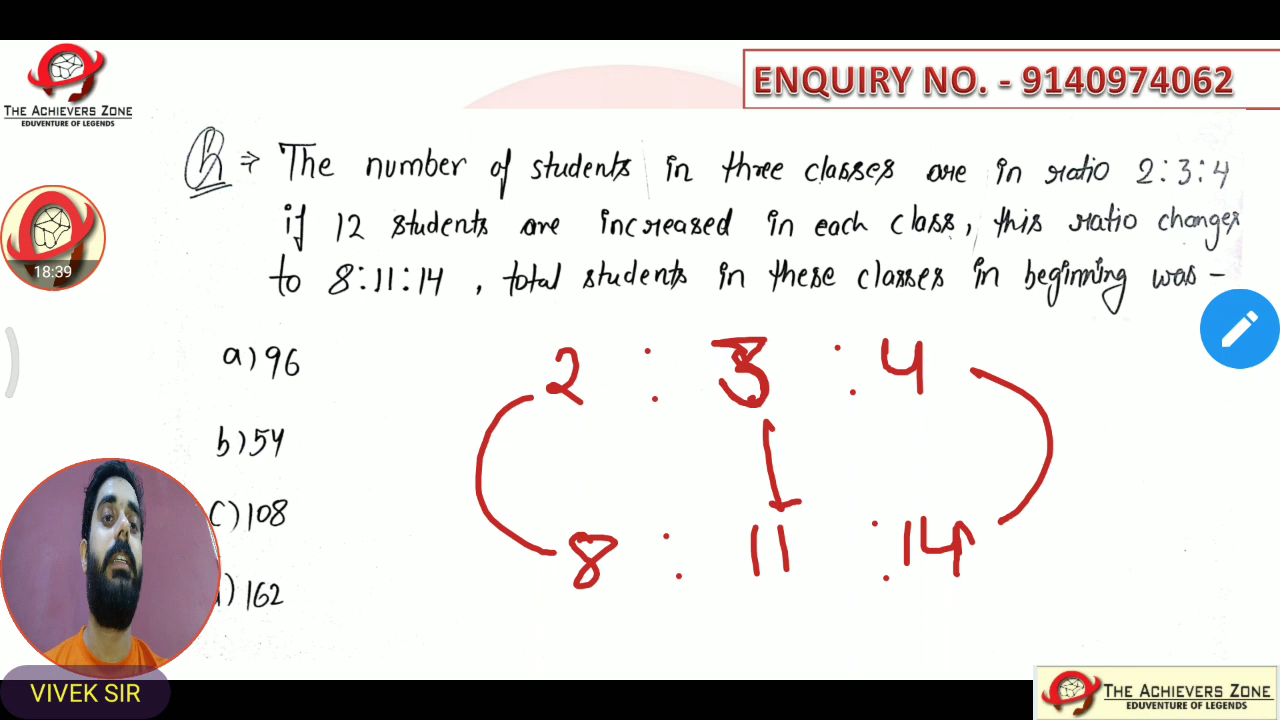 THE ACHIEVERS ZONE
EDUVENTURE OF LEGENDS
ENQUIRY NO. - 9140974062
Q ⇒ The number of students in three classes are in ratio 2:3:4
if 12 students are increased in each class, this ratio changes
to 8:11:14, total students in these classes in beginning was -
18:39
a) 96
b) 54
c) 108
) 162
2 : 3 : 4
8 : 11 : 14
VIVEK SIR
THE ACHIEVERS ZONE
EDUVENTURE OF LEGENDS